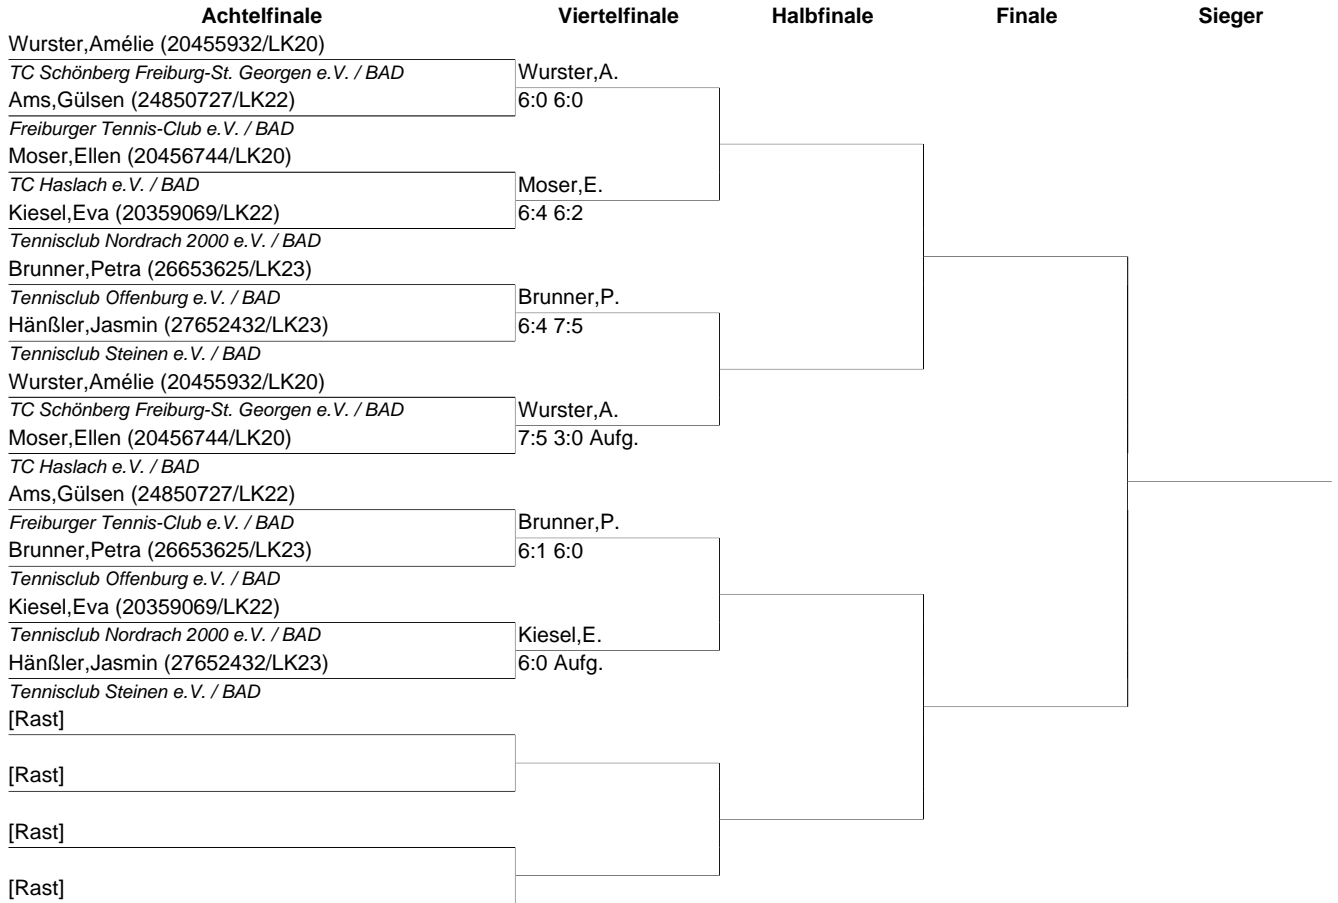 Achtelfinale Viertelfinale Halbfinale Finale Sieger
Wurster,Amélie (20455932/LK20)
TC Schönberg Freiburg-St. Georgen e.V. / BAD Wurster,A.
Ams,Gülsen (24850727/LK22) 6:0 6:0
Freiburger Tennis-Club e.V. / BAD
Moser,Ellen (20456744/LK20)
TC Haslach e.V. / BAD Moser,E.
Kiesel,Eva (20359069/LK22) 6:4 6:2
Tennisclub Nordrach 2000 e.V. / BAD
Brunner,Petra (26653625/LK23)
Tennisclub Offenburg e.V. / BAD Brunner,P.
Hänßler,Jasmin (27652432/LK23) 6:4 7:5
Tennisclub Steinen e.V. / BAD
Wurster,Amélie (20455932/LK20)
TC Schönberg Freiburg-St. Georgen e.V. / BAD Wurster,A.
Moser,Ellen (20456744/LK20) 7:5 3:0 Aufg.
TC Haslach e.V. / BAD
Ams,Gülsen (24850727/LK22)
Freiburger Tennis-Club e.V. / BAD Brunner,P.
Brunner,Petra (26653625/LK23) 6:1 6:0
Tennisclub Offenburg e.V. / BAD
Kiesel,Eva (20359069/LK22)
Tennisclub Nordrach 2000 e.V. / BAD Kiesel,E.
Hänßler,Jasmin (27652432/LK23) 6:0 Aufg.
Tennisclub Steinen e.V. / BAD
[Rast]
[Rast]
[Rast]
[Rast]